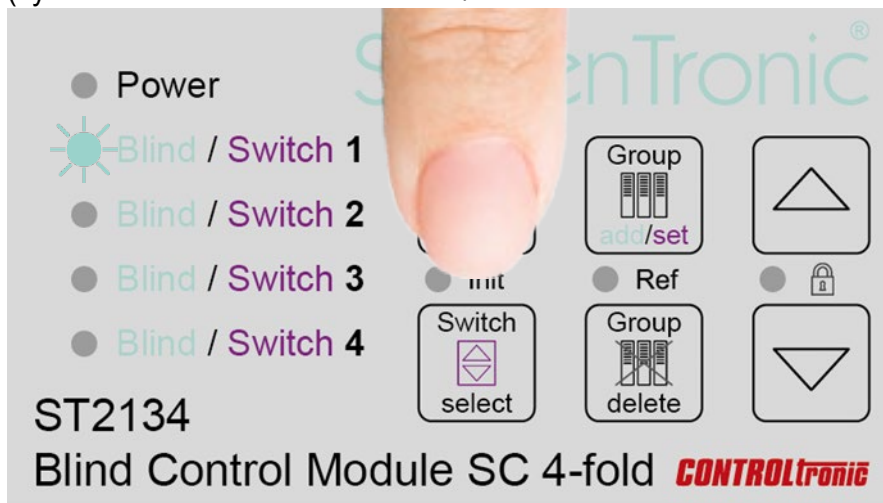 Power
Blind / Switch 1
Blind / Switch 2
Blind / Switch 3
Blind / Switch 4
Group
add/set
Init
Ref
Switch
select
Group
delete
ST2134
Blind Control Module SC 4-fold CONTROLtronic